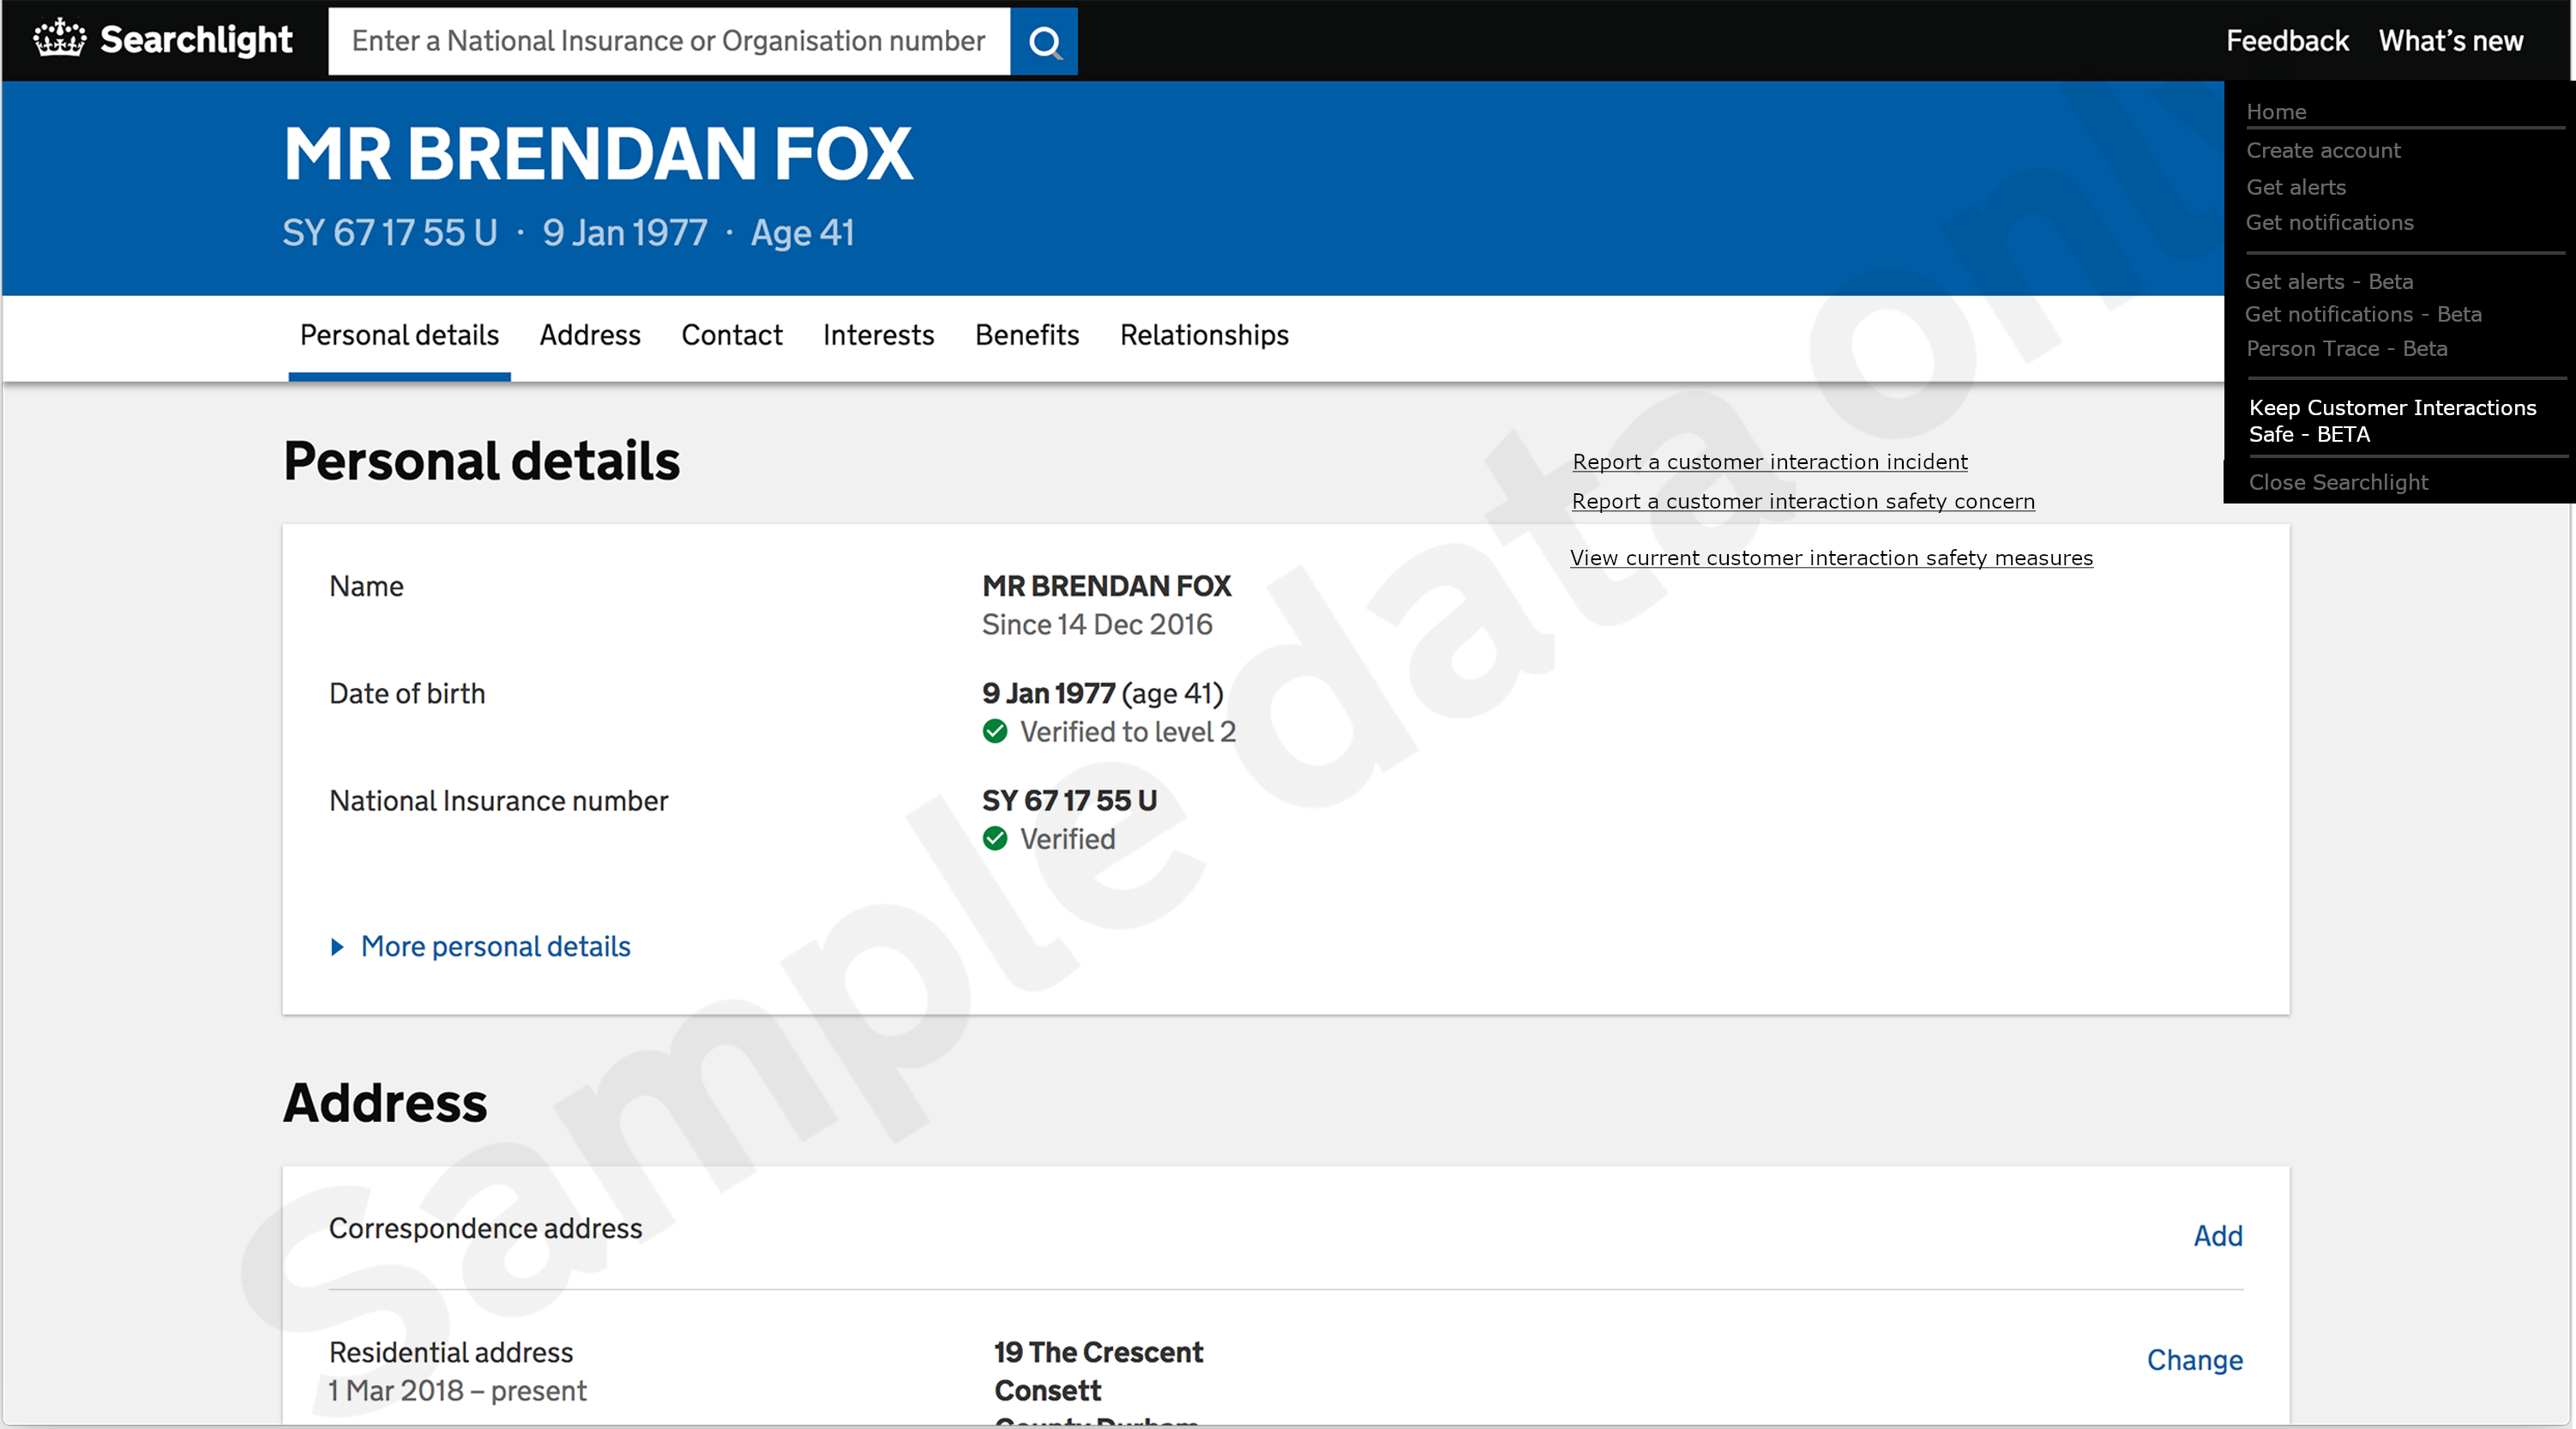 Searchlight
Enter a National Insurance or Organisation number
Feedback What's new
MR BRENDAN FOX
SY 67 17 55 U · 9 Jan 1977 · Age 41
Home
Create account
Get alerts
Get notifications
Get alerts - Beta
Get notifications - Beta
Person Trace - Beta
Keep Customer Interactions
Safe - BETA
Close Searchlight
Personal details Address Contact Interests Benefits Relationships
Personal details
Report a customer interaction incident
Report a customer interaction safety concern
View current customer interaction safety measures
Name
MR BRENDAN FOX
Since 14 Dec 2016
Date of birth
9 Jan 1977 (age 41)
Verified to level 2
National Insurance number
SY 67 17 55 U
Verified
More personal details
Address
Correspondence address
Add
Residential address
1 Mar 2018 – present
19 The Crescent
Consett
County Durham
Change
Sample data only